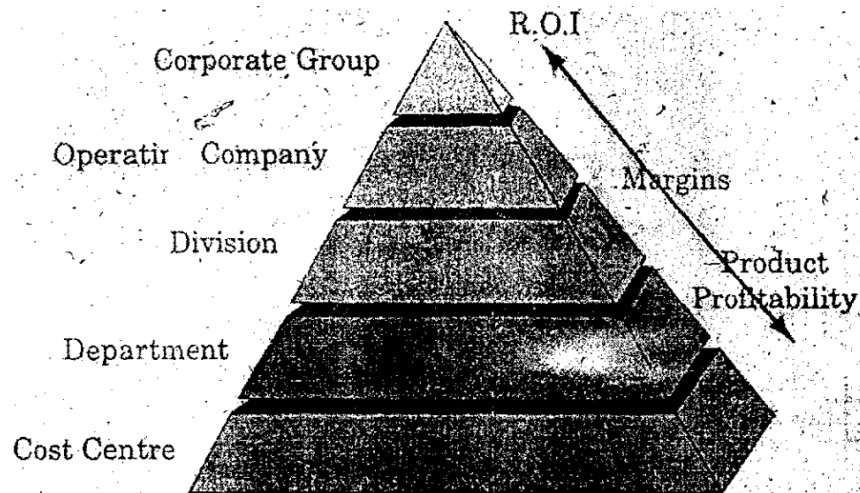 R.O.I
Corporate Group
Operatir Company
Margins
Division
Product
Profitability
Department
Cost Centre